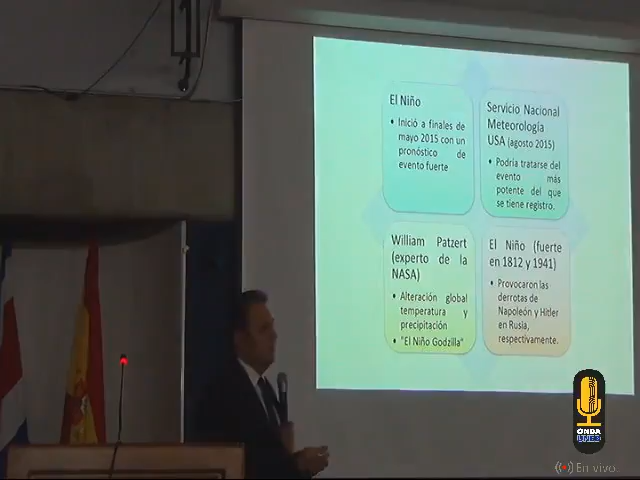 El Niño
• Inició a finales de
mayo 2015 con un
pronóstico de
evento fuerte
Servicio Nacional
Meteorología
USA (agosto 2015)
• Podría tratarse del
evento más
potente del que
se tiene registro.
William Patzert
(experto de la
NASA)
• Alteración global
temperatura y
precipitación
• "El Niño Godzilla"
El Niño (fuerte
en 1812 y 1941)
• Provocaron las
derrotas de
Napoleón y Hitler
en Rusia,
respectivamente.
ONDA
UNED
En vivo